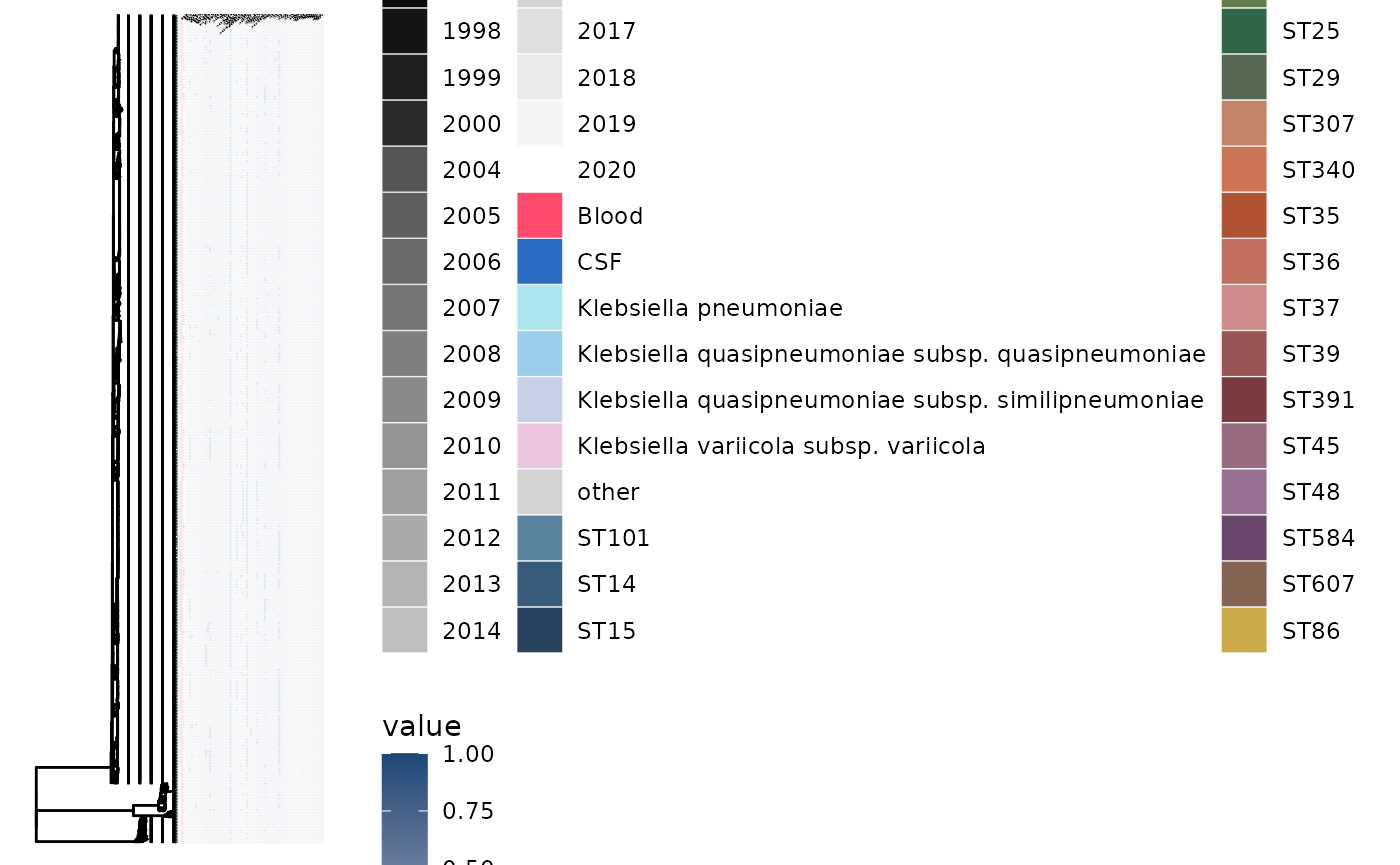 1998 2017 ST25
1999 2018 ST29
2000 2019 ST307
2004 2020 ST340
2005 Blood ST35
2006 CSF ST36
2007 Klebsiella pneumoniae ST37
2008 Klebsiella quasipneumoniae subsp. quasipneumoniae ST39
2009 Klebsiella quasipneumoniae subsp. similipneumoniae ST391
2010 Klebsiella variicola subsp. variicola ST45
2011 other ST48
2012 ST101 ST584
2013 ST14 ST607
2014 ST15 ST86
value
1.00
0.75